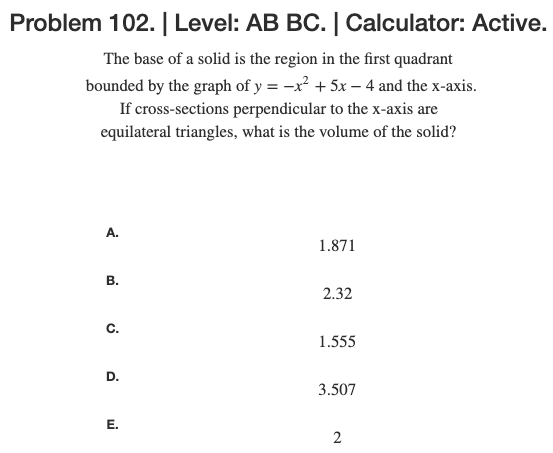 Problem 102. | Level: AB BC. | Calculator: Active.
The base of a solid is the region in the first quadrant
bounded by the graph of y = −x² + 5x − 4 and the x-axis.
If cross-sections perpendicular to the x-axis are
equilateral triangles, what is the volume of the solid?
A.
1.871
B.
2.32
C.
1.555
D.
3.507
E.
2